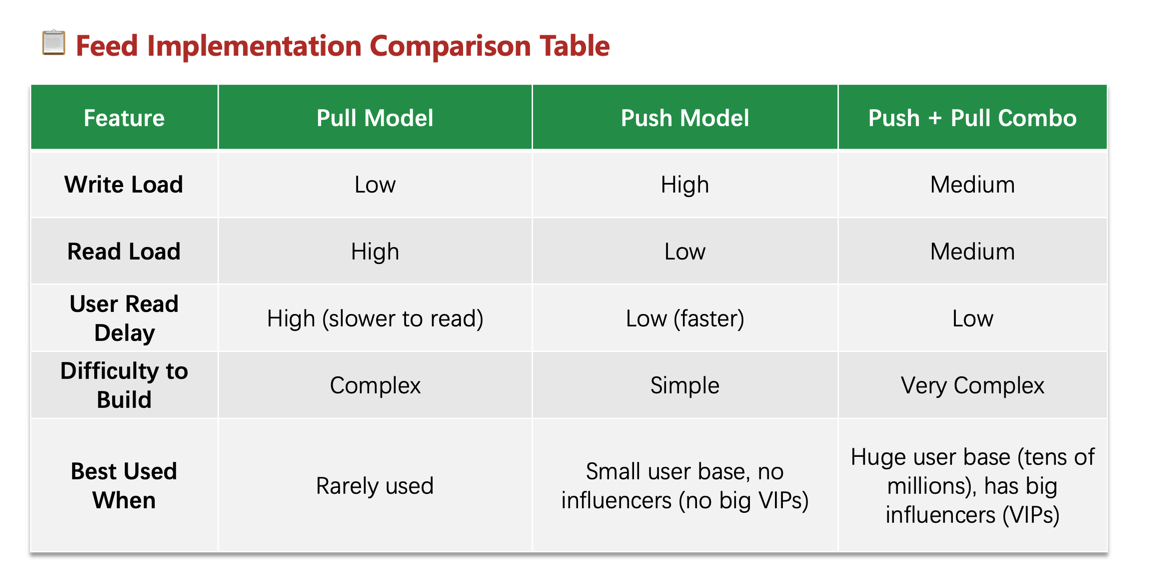 Feed Implementation Comparison Table
Feature Pull Model Push Model Push + Pull Combo
Write Load Low High Medium
Read Load High Low Medium
User Read
Delay
High (slower to read) Low (faster) Low
Difficulty to
Build
Complex Simple Very Complex
Best Used
When
Rarely used
Small user base, no
influencers (no big VIPs)
Huge user base (tens of
millions), has big
influencers (VIPs)